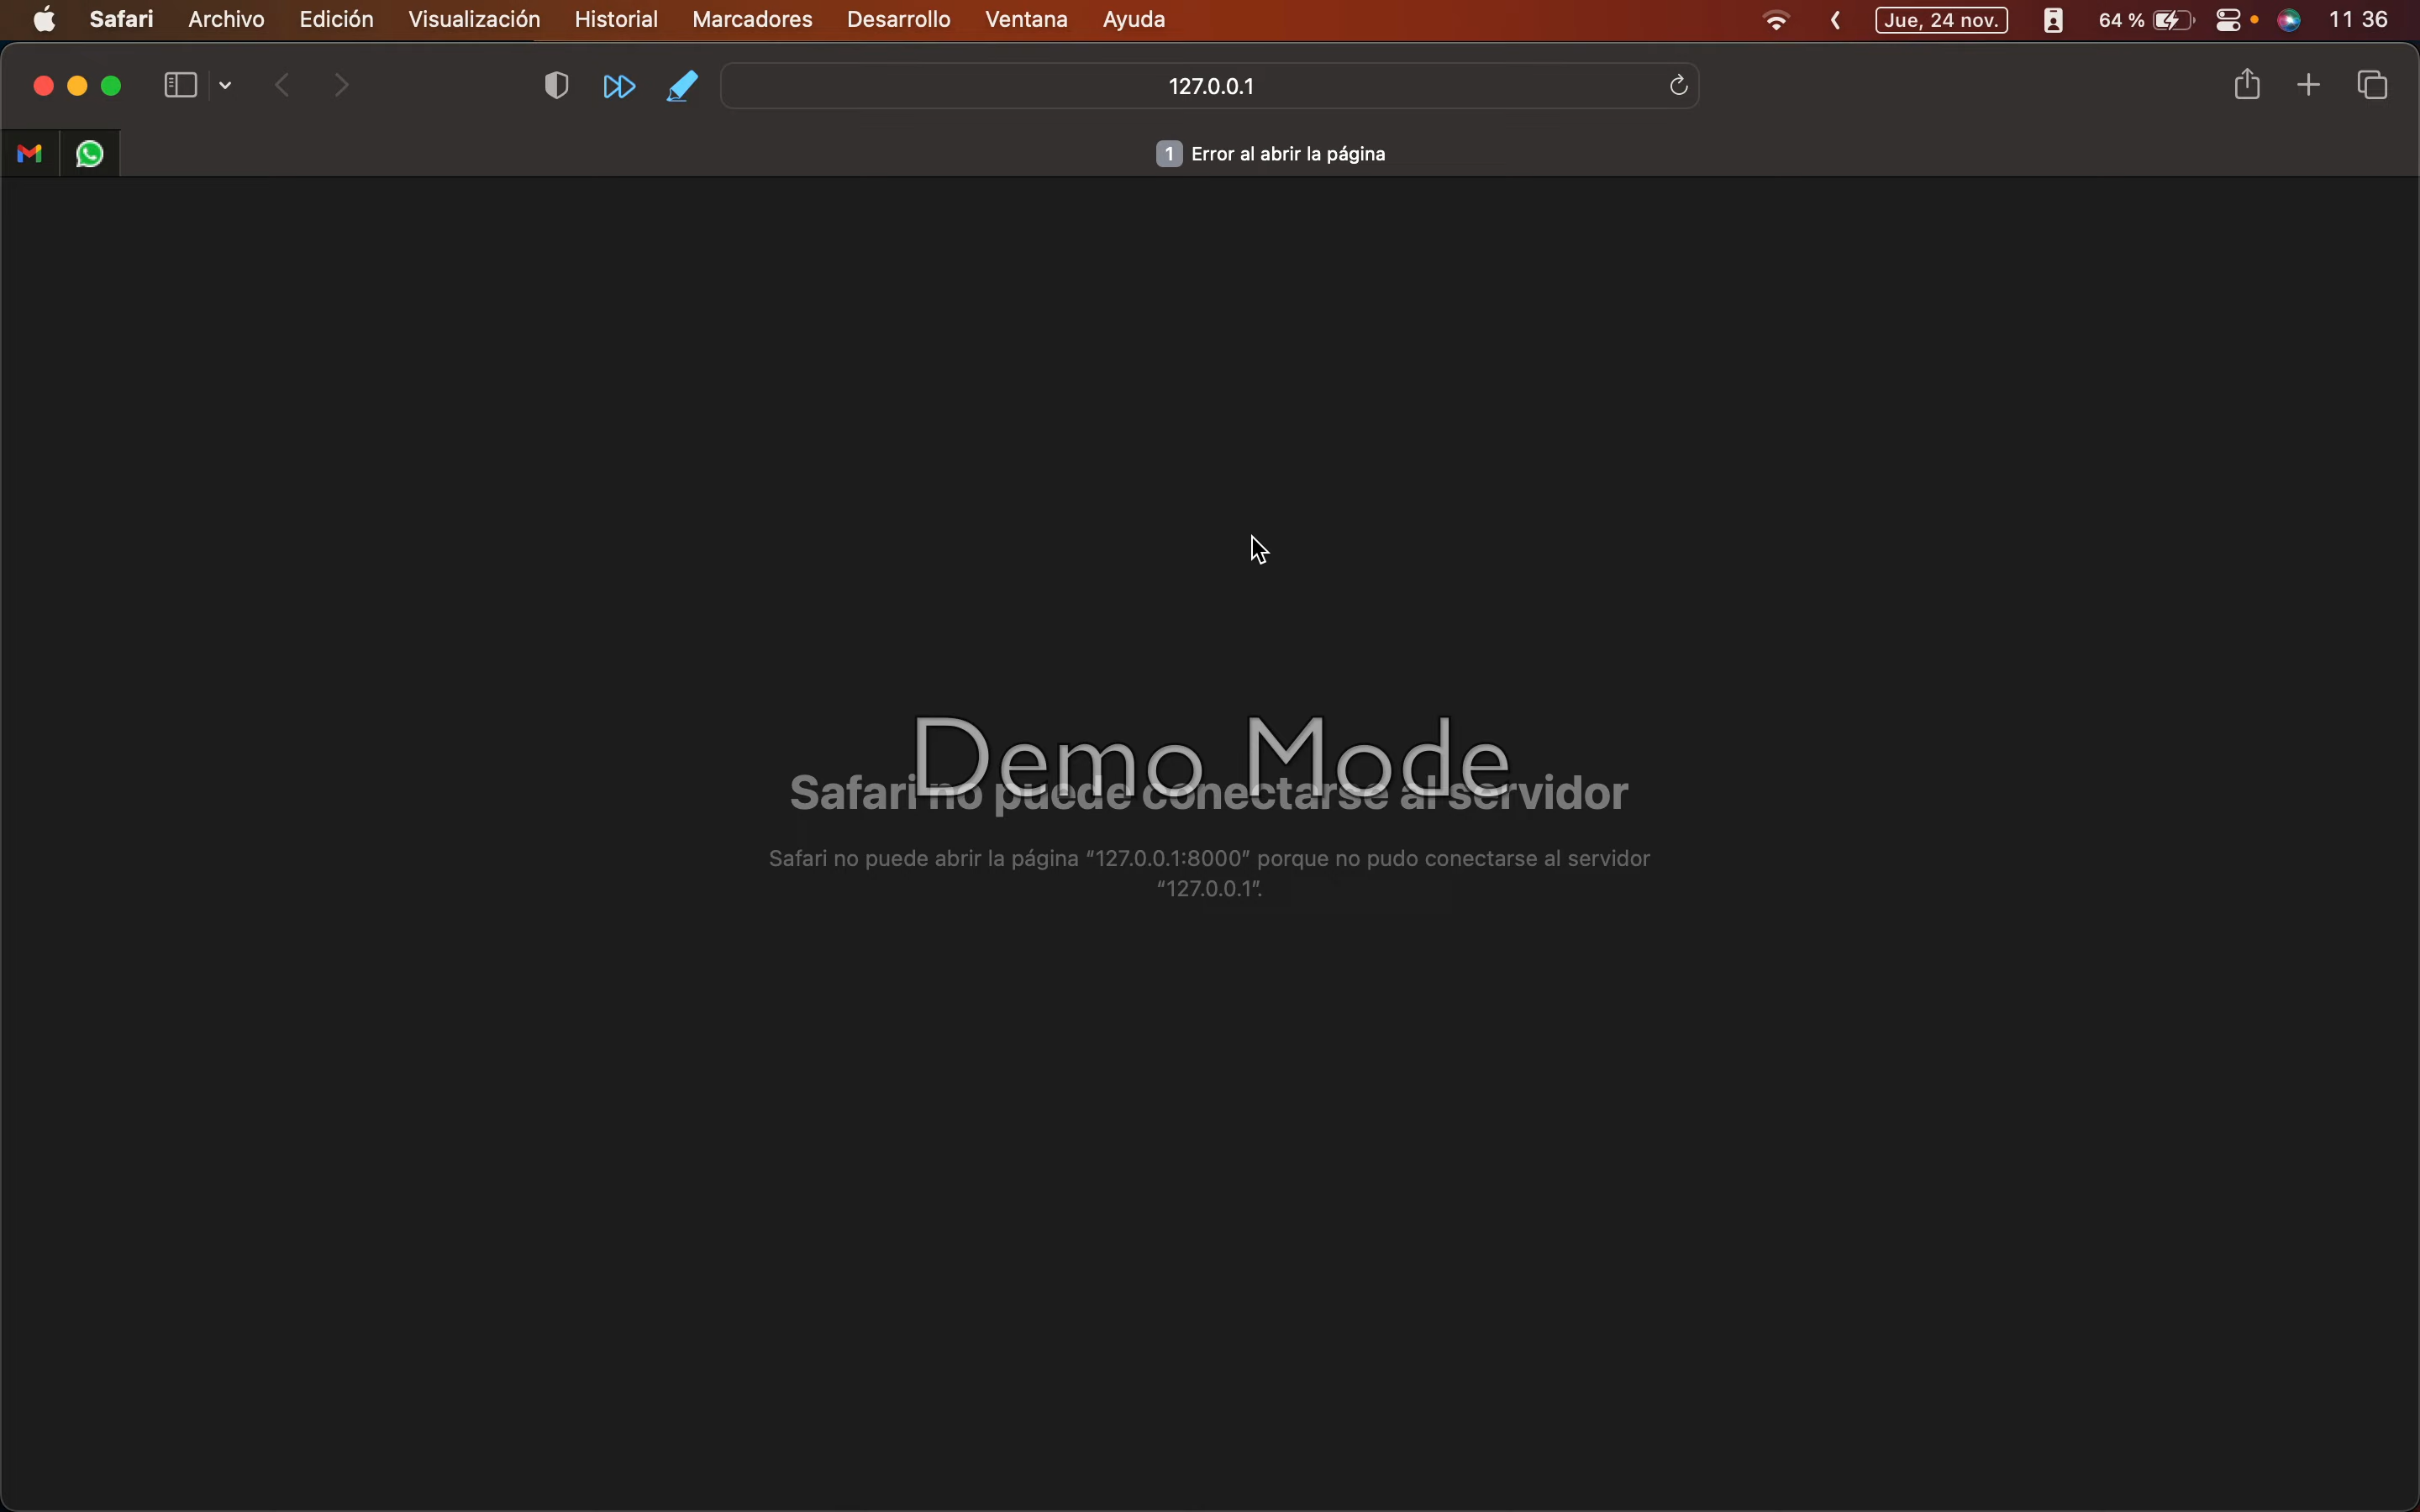 Safari Archivo Edición Visualización Historial Marcadores Desarrollo Ventana Ayuda Jue, 24 nov. 64 % 11 36
127.0.0.1
1 Error al abrir la página
Demo Mode
Safari no puede conectarse al servidor
Safari no puede abrir la página “127.0.0.1:8000” porque no pudo conectarse al servidor
“127.0.0.1”.